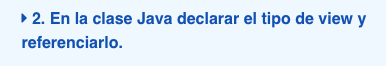 2. En la clase Java declarar el tipo de view y
referenciarlo.